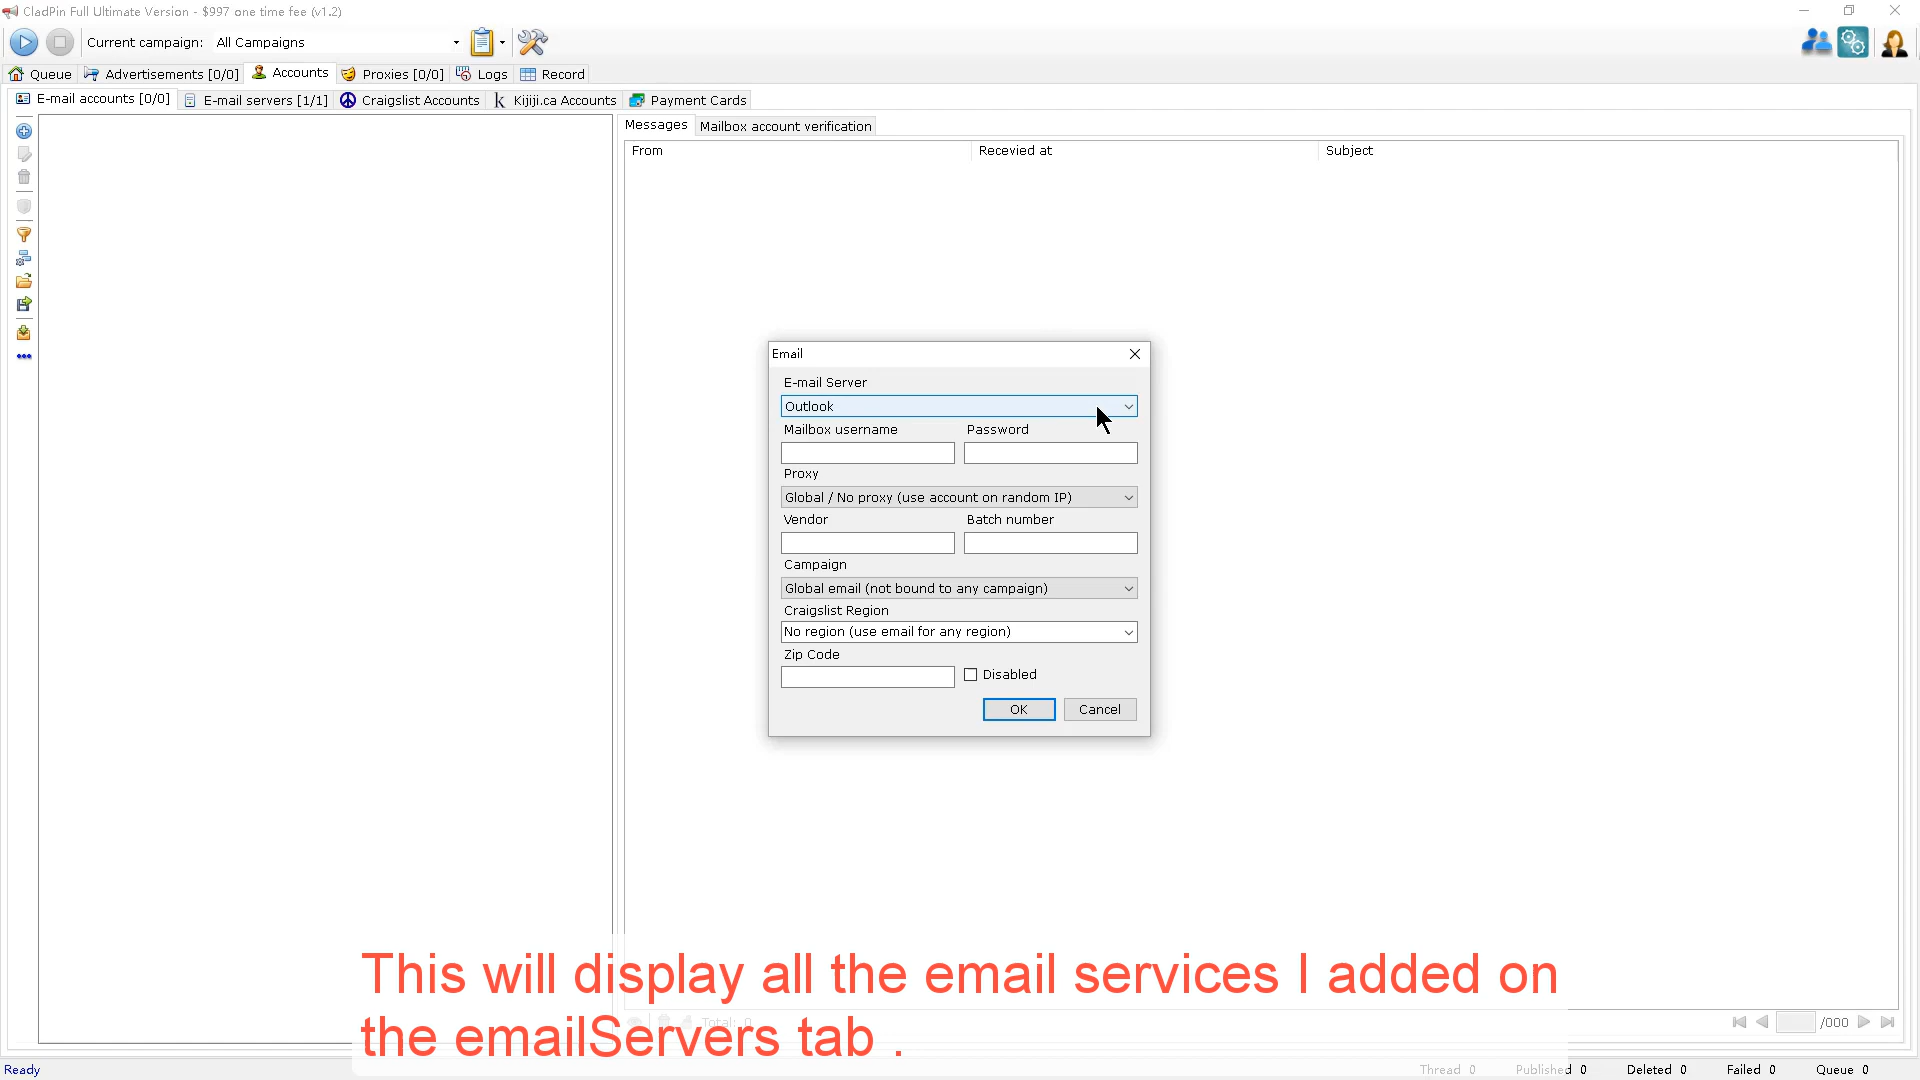 CladPin Full Ultimate Version - $997 one time fee (v1.2)
Current campaign: All Campaigns
Queue Advertisements [0/0] Accounts Proxies [0/0] Logs Record
E-mail accounts [0/0] E-mail servers [1/1] Craigslist Accounts k Kijiji.ca Accounts Payment Cards
Messages Mailbox account verification
From Recevied at Subject
Email
E-mail Server
Outlook
Mailbox username Password
Proxy
Global / No proxy (use account on random IP)
Vendor Batch number
Campaign
Global email (not bound to any campaign)
Craigslist Region
No region (use email for any region)
Zip Code
Disabled
OK Cancel
This will display all the email services I added on
the emailServers tab .
Total: 0
/000
Ready Thread 0 Published 0 Deleted 0 Failed 0 Queue 0